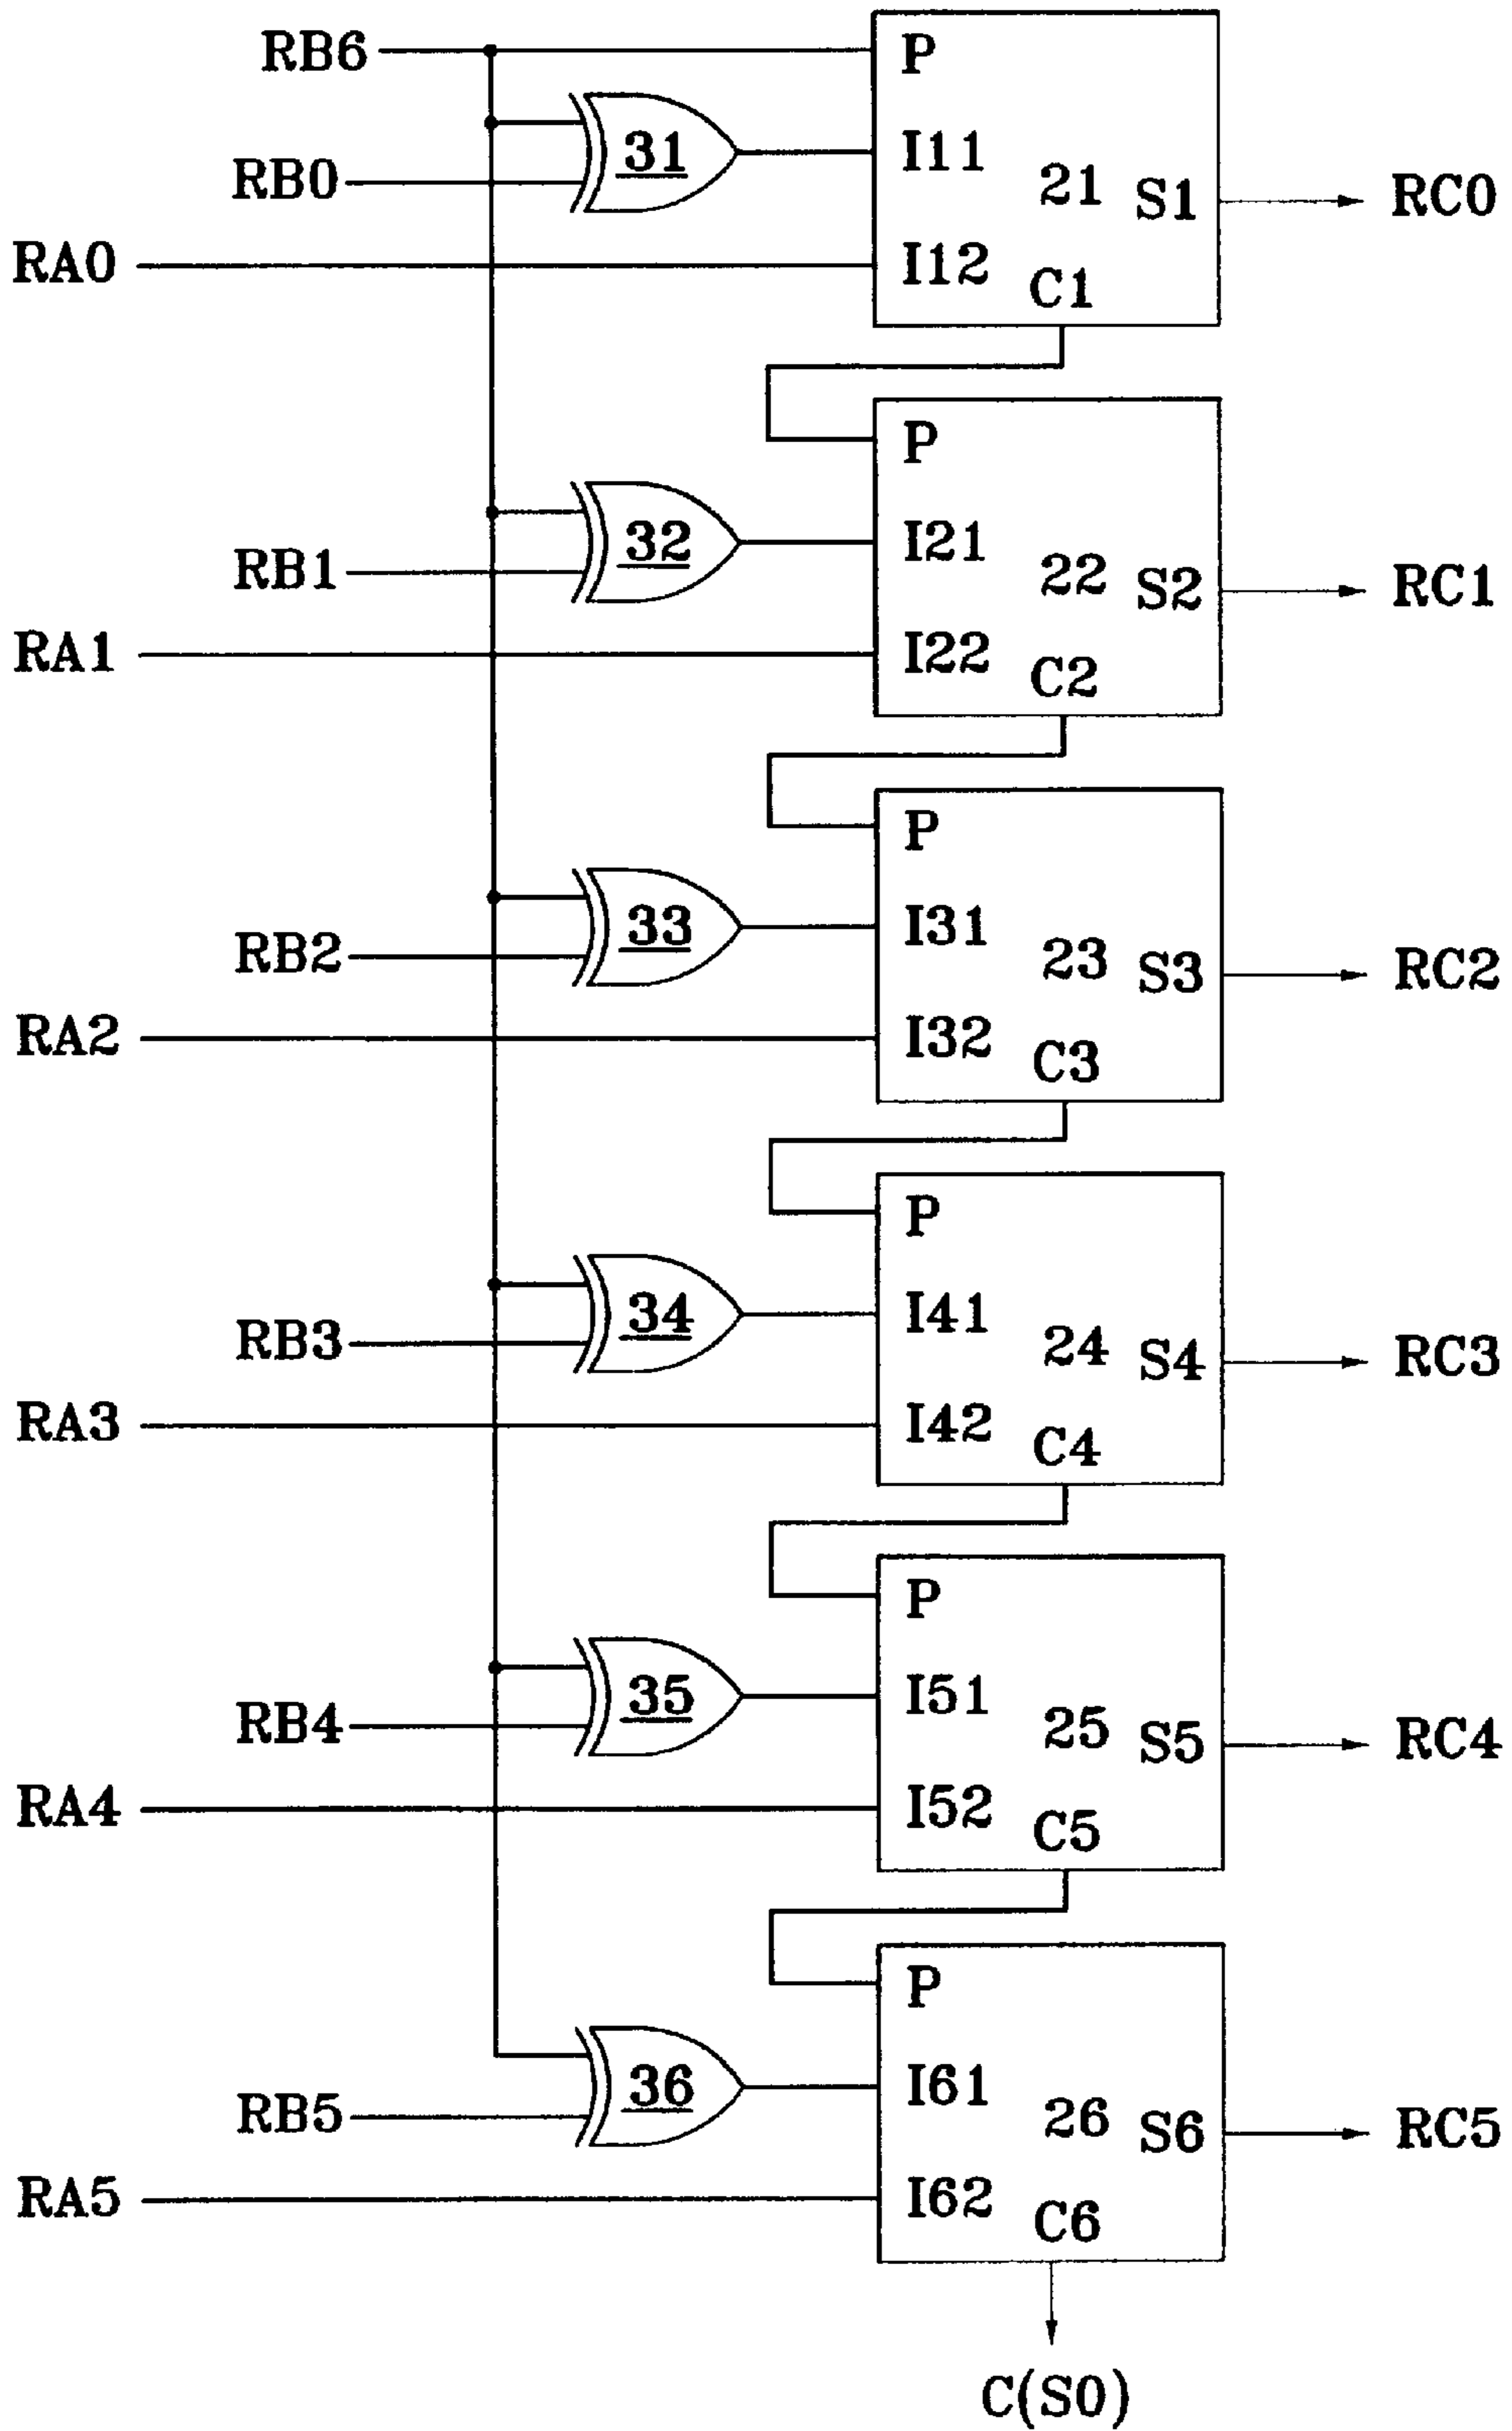 RB6
P
31
I11
RB0
21
S1
RC0
RA0
I12
C1
P
32
I21
RB1
22
S2
RC1
RA1
I22
C2
P
33
I31
RB2
23
S3
RC2
RA2
I32
C3
P
34
I41
RB3
24
S4
RC3
RA3
I42
C4
P
35
I51
RB4
25
S5
RC4
RA4
I52
C5
P
36
I61
RB5
26
S6
RC5
RA5
I62
C6
C(S0)